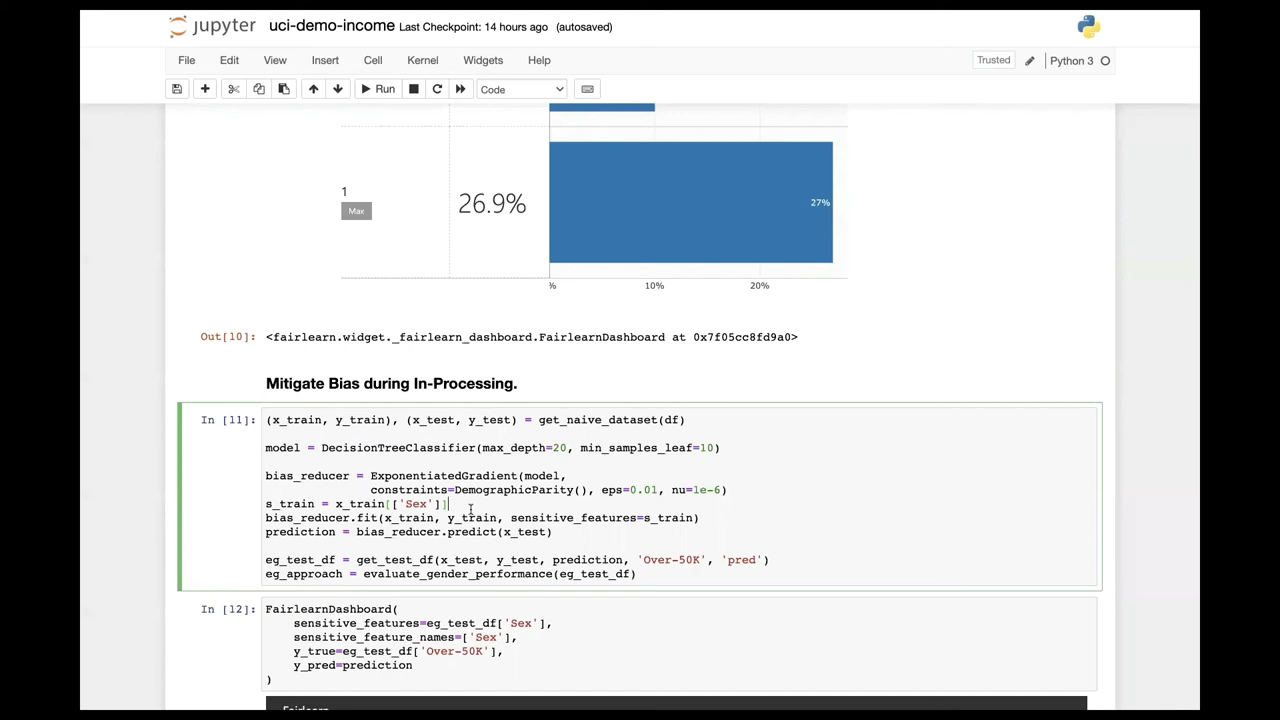 jupyter uci-demo-income Last Checkpoint: 14 hours ago (autosaved)
File Edit View Insert Cell Kernel Widgets Help Trusted Python 3
Run Code
1 26.9% 27%
Max
% 10% 20%
Out[10]: <fairlearn.widget._fairlearn_dashboard.FairlearnDashboard at 0x7f05cc8fd9a0>
Mitigate Bias during In-Processing.
In [11]: (x_train, y_train), (x_test, y_test) = get_naive_dataset(df)
model = DecisionTreeClassifier(max_depth=20, min_samples_leaf=10)
bias_reducer = ExponentiatedGradient(model,
constraints=DemographicParity(), eps=0.01, nu=1e-6)
s_train = x_train[['Sex']]
bias_reducer.fit(x_train, y_train, sensitive_features=s_train)
prediction = bias_reducer.predict(x_test)
eg_test_df = get_test_df(x_test, y_test, prediction, 'Over-50K', 'pred')
eg_approach = evaluate_gender_performance(eg_test_df)
In [12]: FairlearnDashboard(
sensitive_features=eg_test_df['Sex'],
sensitive_feature_names=['Sex'],
y_true=eg_test_df['Over-50K'],
y_pred=prediction
)
Fairlearn